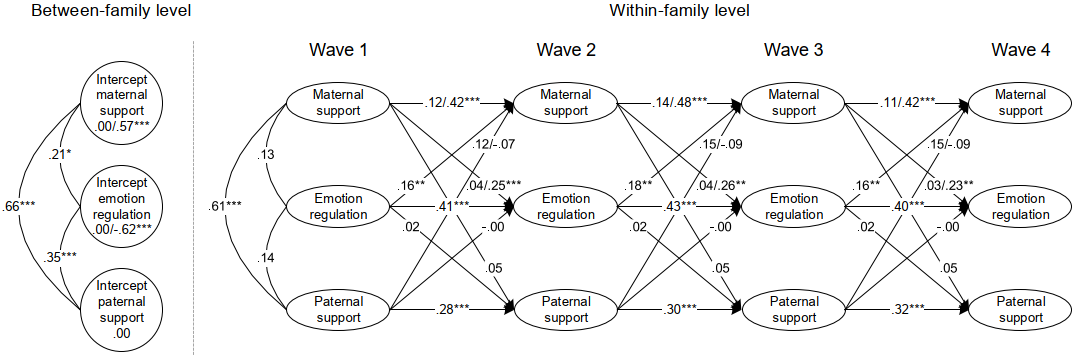 Between-family level
Within-family level
Wave 1
Wave 2
Wave 3
Wave 4
Intercept
maternal
support
.00/.57***
.21*
.66***
Intercept
emotion
regulation
.00/-.62***
.35***
Intercept
paternal
support
.00
Maternal
support
.12/.42***
Maternal
support
.14/.48***
Maternal
support
.11/.42***
Maternal
support
.13
.12/-.07
.15/-.09
.15/-.09
.16**
.04/.25***
.18**
.04/.26**
.16**
.03/.23**
.61***
Emotion
regulation
.41***
Emotion
regulation
.43***
Emotion
regulation
.40***
Emotion
regulation
.02
-.00
.02
-.00
.02
-.00
.14
.05
.05
.05
Paternal
support
.28***
Paternal
support
.30***
Paternal
support
.32***
Paternal
support